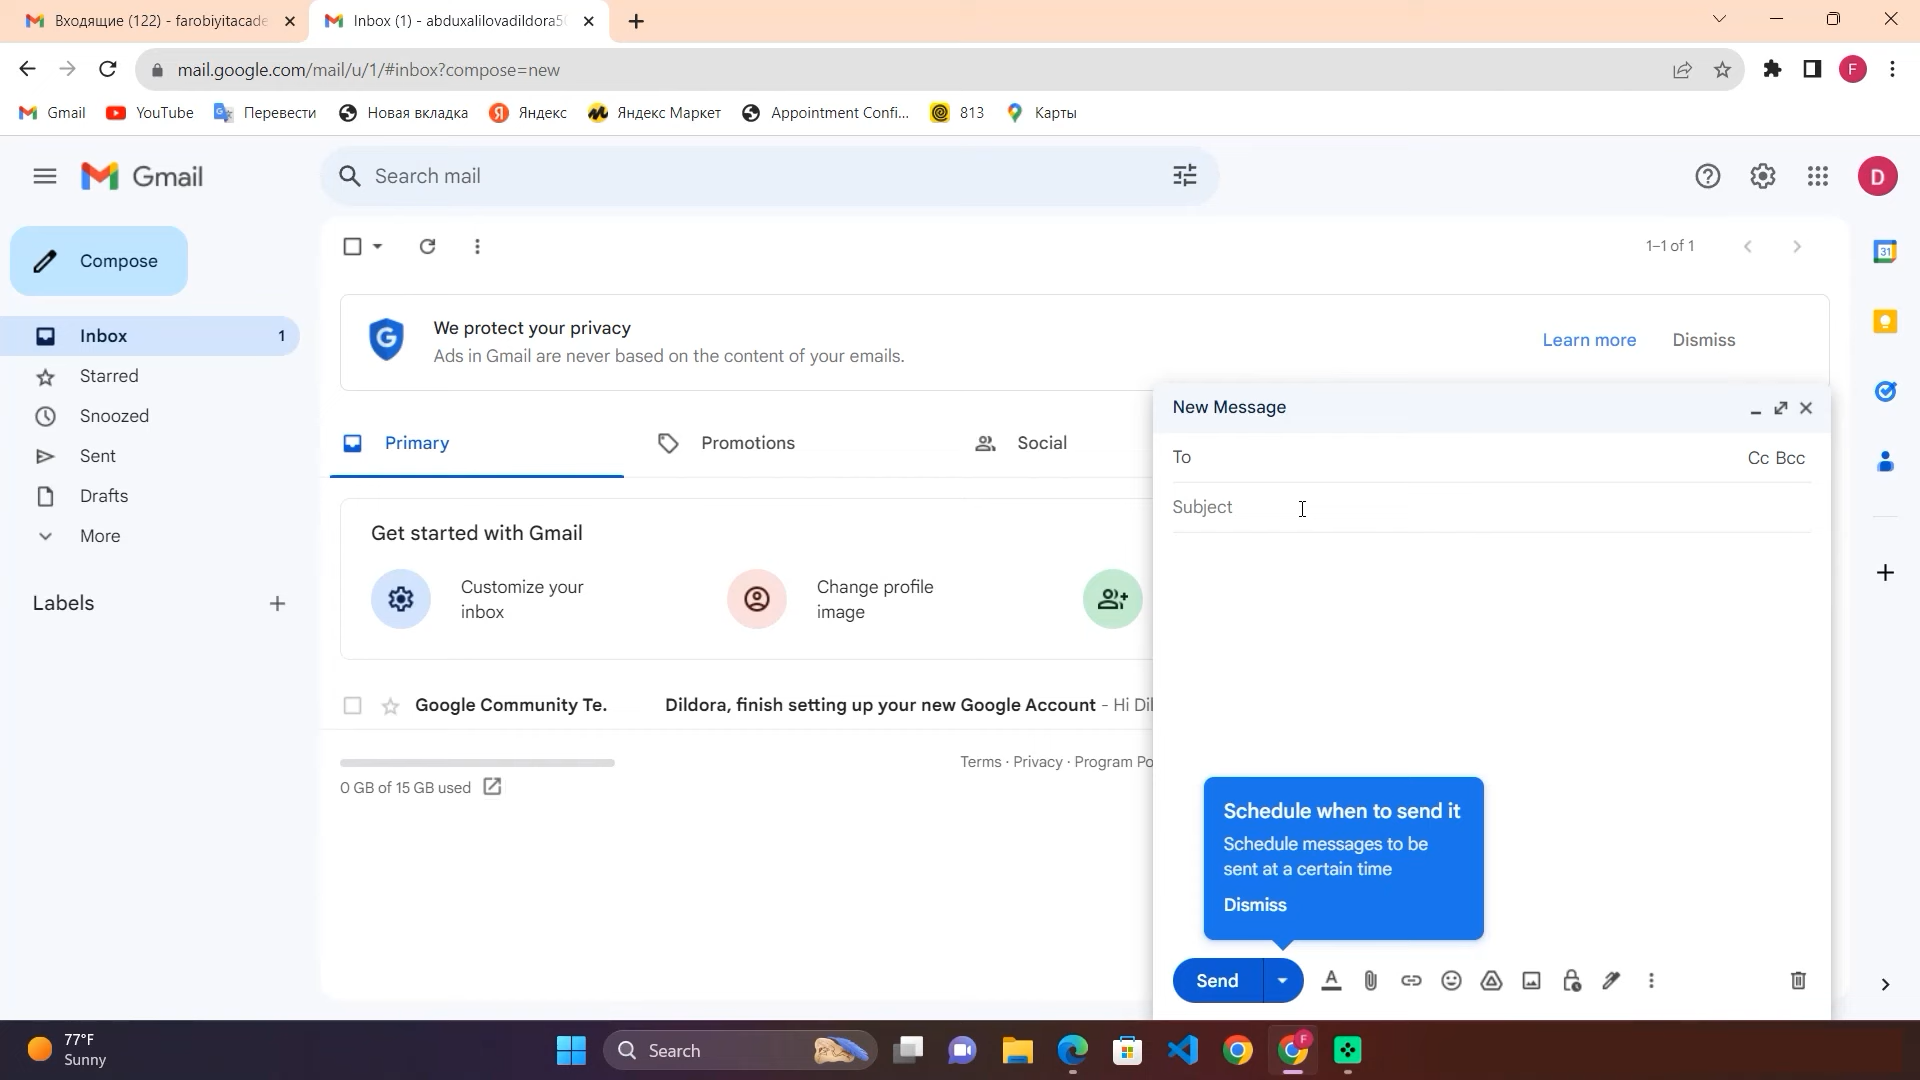 Входящие (122) - farobiyitacade
Inbox (1) - abduxalilovadildora5
mail.google.com/mail/u/1/#inbox?compose=new
F
Gmail
YouTube
Перевести
Новая вкладка
Яндекс
Яндекс Маркет
Appointment Confi...
813
Карты
Gmail
Search mail
D
Compose
1–1 of 1
31
Inbox
1
Starred
Snoozed
Sent
Drafts
More
Labels
We protect your privacy
Ads in Gmail are never based on the content of your emails.
Learn more
Dismiss
Primary
Promotions
Social
Get started with Gmail
Customize your
inbox
Change profile
image
Google Community Te.
Dildora, finish setting up your new Google Account - Hi Dil
0 GB of 15 GB used
Terms · Privacy · Program Po
New Message
To
Cc Bcc
Subject
Schedule when to send it
Schedule messages to be
sent at a certain time
Dismiss
Send
77°F
Sunny
Search
F